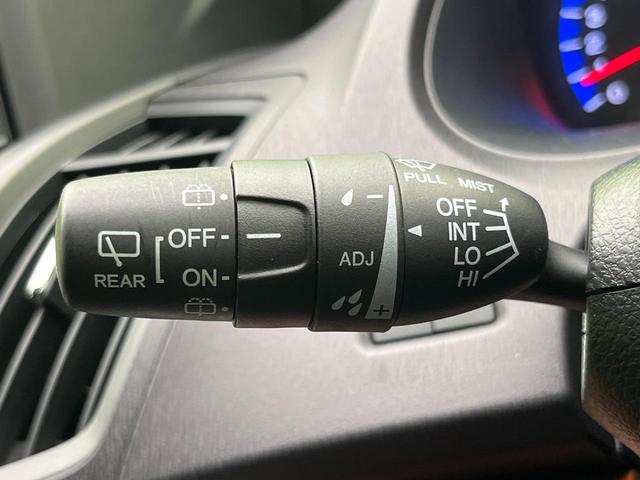 REAR
OFF
ON
ADJ
−
+
PULL MIST
OFF
INT
LO
HI